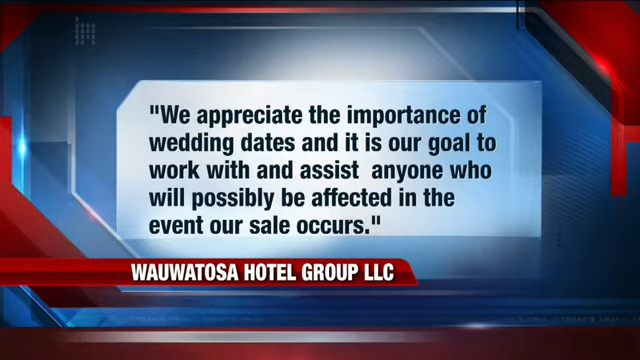 "We appreciate the importance of
wedding dates and it is our goal to
work with and assist  anyone who
will possibly be affected in the
event our sale occurs."
WAUWATOSA HOTEL GROUP LLC